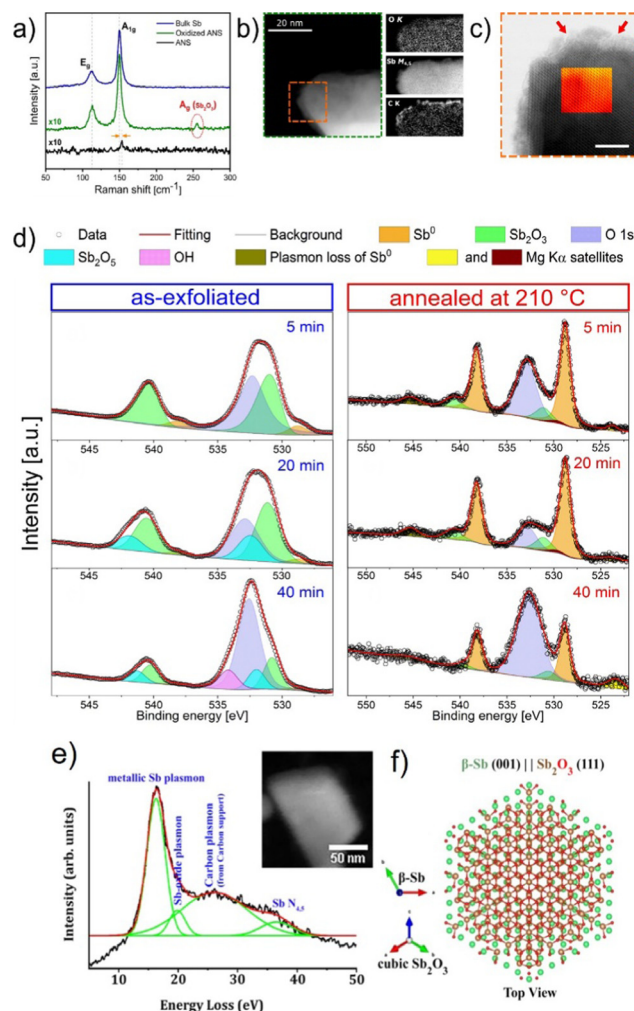 a)
Intensity [a.u.]
Bulk Sb
Oxidized ANS
ANS
A1g
Eg
Ag (Sb2O3)
x10
x10
50 100 150 200 250 300
Raman shift [cm-1]
b)
20 nm
O K
Sb M4,5
C K
c)
d)
Data Fitting Background Sb0 Sb2O3 O 1s
Sb2O5 OH Plasmon loss of Sb0 and Mg Kα satellites
as-exfoliated
annealed at 210 °C
Intensity [a.u.]
5 min
545 540 535 530
20 min
545 540 535 530
40 min
545 540 535 530
Binding energy [eV]
5 min
550 545 540 535 530 525
20 min
550 545 540 535 530 525
40 min
550 545 540 535 530 525
Binding energy [eV]
e)
Intensity (arb. units)
metallic Sb plasmon
Sb-oxide plasmon
Carbon plasmon
(from Carbon support)
Sb N4,5
50 nm
10 20 30 40 50
Energy Loss (eV)
f)
β-Sb (001) || Sb2O3 (111)
β-Sb
cubic Sb2O3
Top View